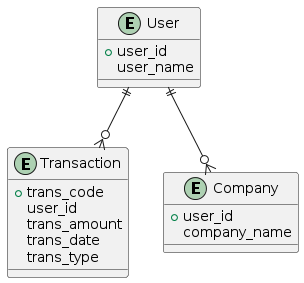 E User
user_id
user_name
E Transaction
trans_code
user_id
trans_amount
trans_date
trans_type
E Company
user_id
company_name